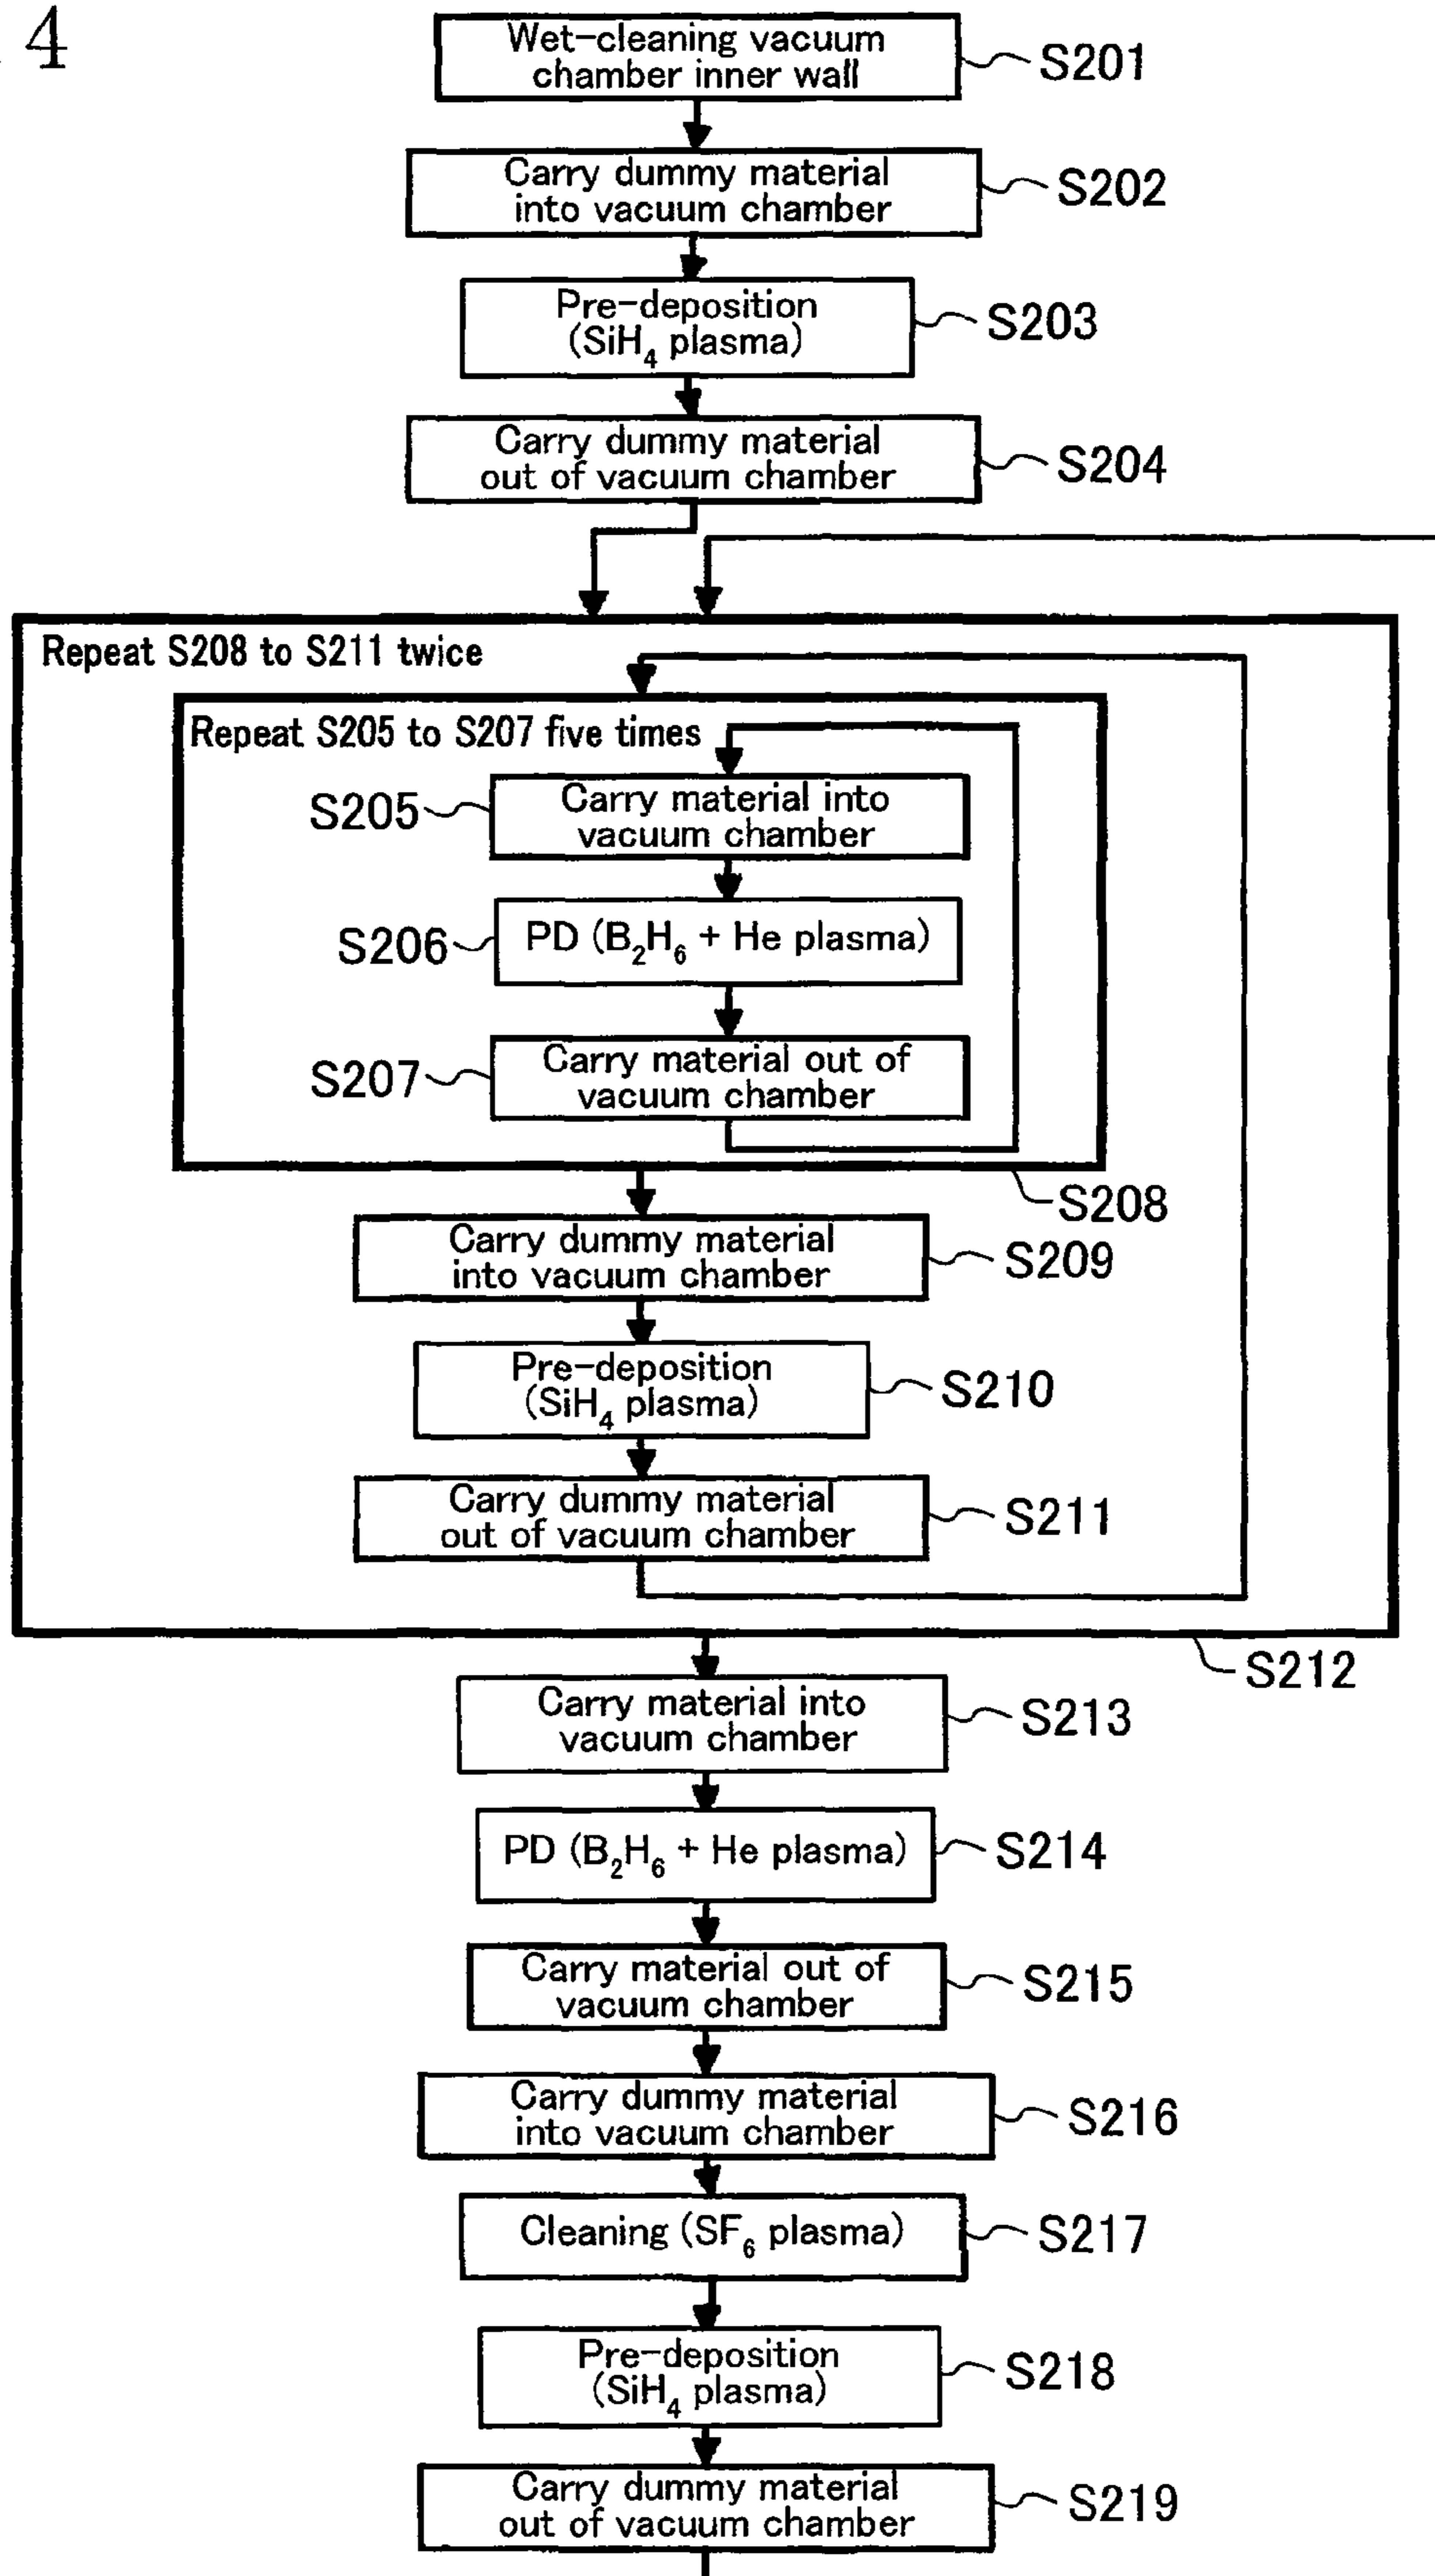 4
Wet-cleaning vacuum
chamber inner wall
S201
Carry dummy material
into vacuum chamber
S202
Pre-deposition
(SiH₄ plasma)
S203
Carry dummy material
out of vacuum chamber
S204
Repeat S208 to S211 twice
Repeat S205 to S207 five times
S205
Carry material into
vacuum chamber
S206
PD (B₂H₆ + He plasma)
S207
Carry material out of
vacuum chamber
S208
Carry dummy material
into vacuum chamber
S209
Pre-deposition
(SiH₄ plasma)
S210
Carry dummy material
out of vacuum chamber
S211
S212
Carry material into
vacuum chamber
S213
PD (B₂H₆ + He plasma)
S214
Carry material out of
vacuum chamber
S215
Carry dummy material
into vacuum chamber
S216
Cleaning (SF₆ plasma)
S217
Pre-deposition
(SiH₄ plasma)
S218
Carry dummy material
out of vacuum chamber
S219